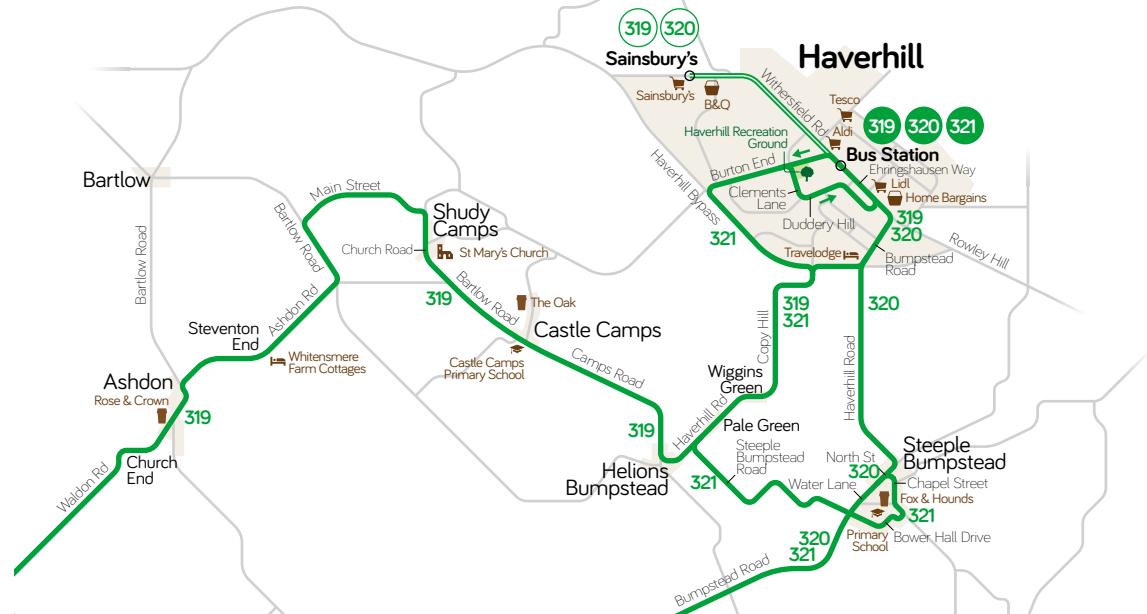 319 320
Sainsbury's
Haverhill
Withersfield Rd
Sainsbury's
B&Q
Tesco
Aldi
319 320 321
Haverhill Recreation
Ground
Bus Station
Burton End
Ehringshausen Way
Lidl
Home Bargains
Haverhill Bypass
Clements
Lane
Duddery Hill
319
320
321
Travelodge
Bumpstead
Road
Rowley Hill
Bartlow
Main Street
Bartlow Road
Bartlow Road
Shudy
Camps
Church Road
St Mary's Church
319
Bartlow Road
The Oak
Castle Camps
Castle Camps
Primary School
Camps Road
319
321
320
Copy Hill
Haverhill Road
Steventon
End
Ashdon Rd
Whitensmere
Farm Cottages
Ashdon
Rose & Crown
319
Church
End
Waldon Rd
Wiggins
Green
319
Haverhill Rd
Pale Green
Steeple
Bumpstead
Road
Helions
Bumpstead
321
North St
320
Steeple
Bumpstead
Water Lane
Chapel Street
Fox & Hounds
321
Primary
School
Bower Hall Drive
320
321
Bumpstead Road